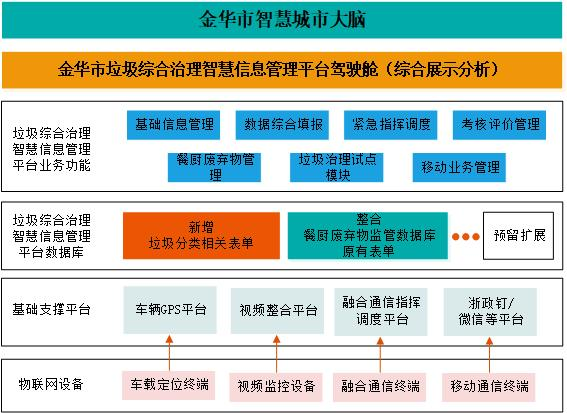 金华市智慧城市大脑
金华市垃圾综合治理智慧信息管理平台驾驶舱（综合展示分析）
垃圾综合治理
智慧信息管理
平台业务功能
基础信息管理
数据综合填报
紧急指挥调度
考核评价管理
餐厨废弃物管
理
垃圾治理试点
模块
移动业务管理
垃圾综合治理
智慧信息管理
平台数据库
新增
垃圾分类相关表单
整合
餐厨废弃物监管数据库
原有表单
预留扩展
基础支撑平台
车辆GPS平台
视频整合平台
融合通信指挥
调度平台
浙政钉/
微信等平台
物联网设备
车载定位终端
视频监控设备
融合通信终端
移动通信终端